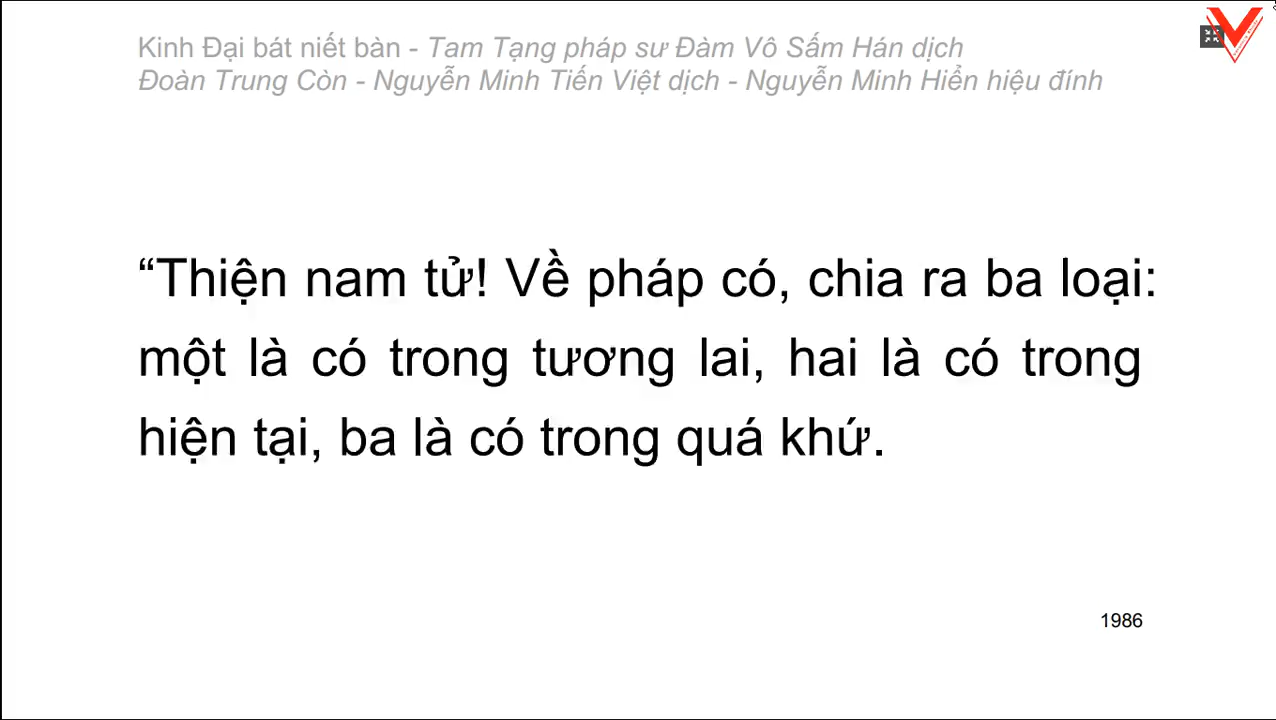 Kinh Đại bát niết bàn - Tam Tạng pháp sư Đàm Vô Sấm Hán dịch
Đoàn Trung Còn - Nguyễn Minh Tiến Việt dịch - Nguyễn Minh Hiển hiệu đính
“Thiện nam tử! Về pháp có, chia ra ba loại:
một là có trong tương lai, hai là có trong
hiện tại, ba là có trong quá khứ.
1986